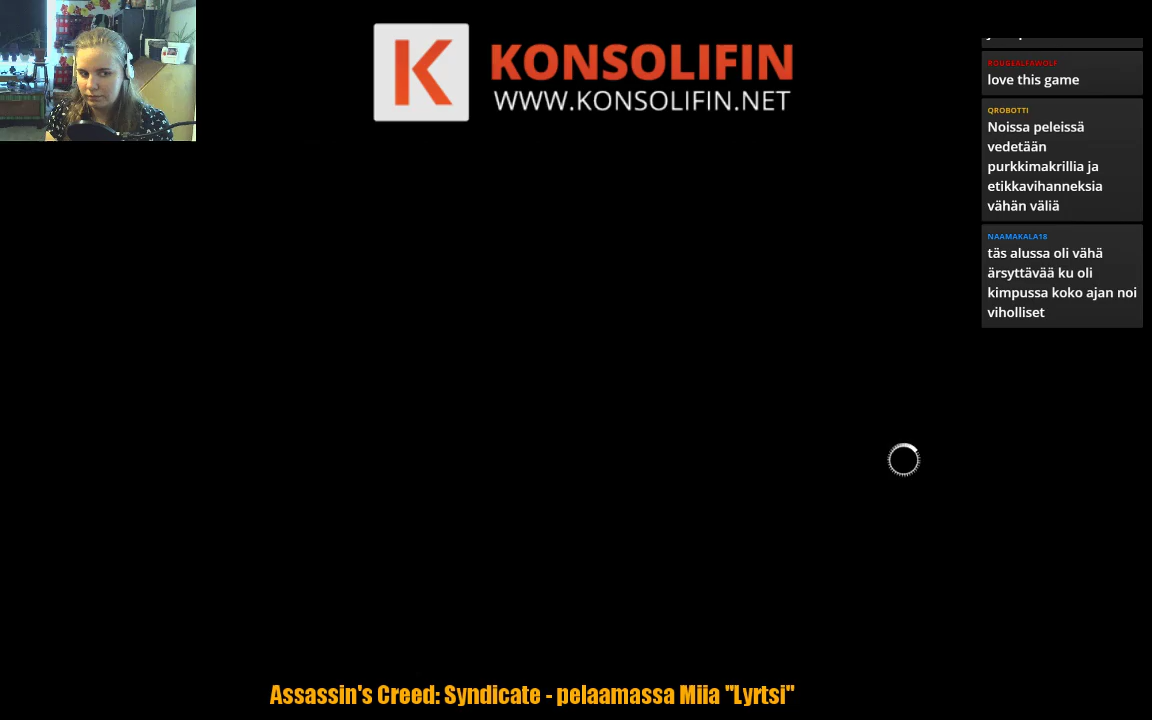 K
KONSOLIFIN
WWW.KONSOLIFIN.NET
ROUGEALFAWOLF
love this game
QROBOTTI
Noissa peleissä
vedetään
purkkimakrillia ja
etikkavihanneksia
vähän väliä
NAAMAKALA18
täs alussa oli vähä
ärsyttävää ku oli
kimpussa koko ajan noi
viholliset
Assassin's Creed: Syndicate - pelaamassa Miia "Lyrtsi"